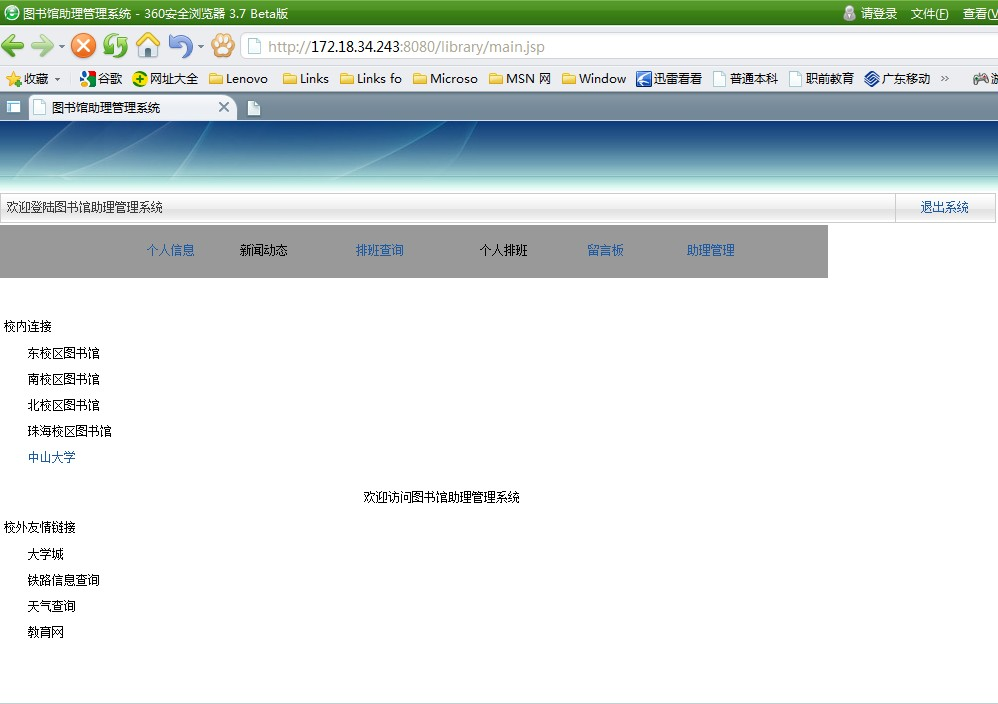 图书馆助理管理系统 - 360安全浏览器 3.7 Beta版 请登录 文件(F) 查看(V
http://172.18.34.243:8080/library/main.jsp
收藏 谷歌 网址大全 Lenovo Links Links fo Microso MSN 网 Window 迅雷看看 普通本科 职前教育 广东移动 » 游
图书馆助理管理系统
欢迎登陆图书馆助理管理系统 退出系统
个人信息 新闻动态 排班查询 个人排班 留言板 助理管理
校内连接
东校区图书馆
南校区图书馆
北校区图书馆
珠海校区图书馆
中山大学
欢迎访问图书馆助理管理系统
校外友情链接
大学城
铁路信息查询
天气查询
教育网